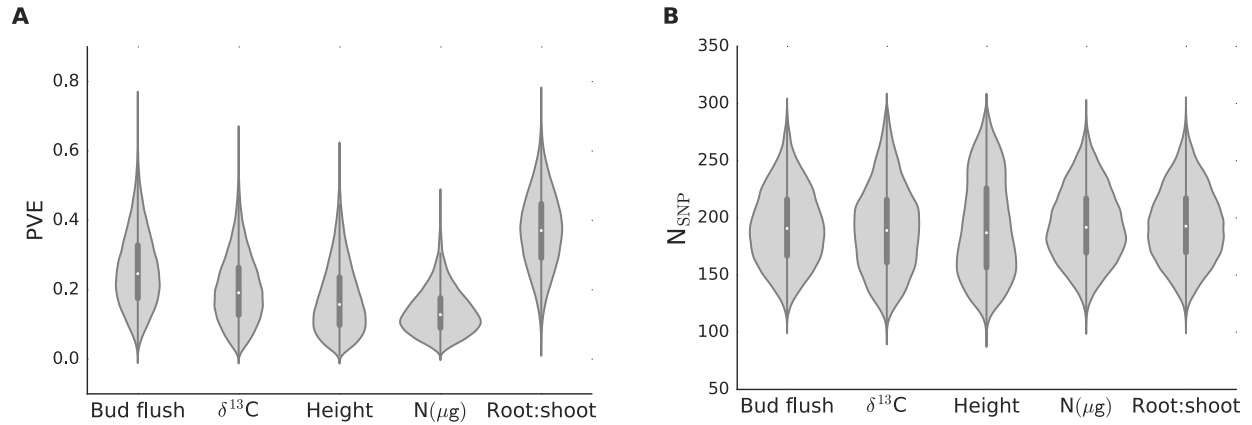 A
PVE
0.8
0.6
0.4
0.2
0.0
Bud flush δ¹³C Height N(μg) Root:shoot
B
N_SNP
350
300
250
200
150
100
50
Bud flush δ¹³C Height N(μg) Root:shoot